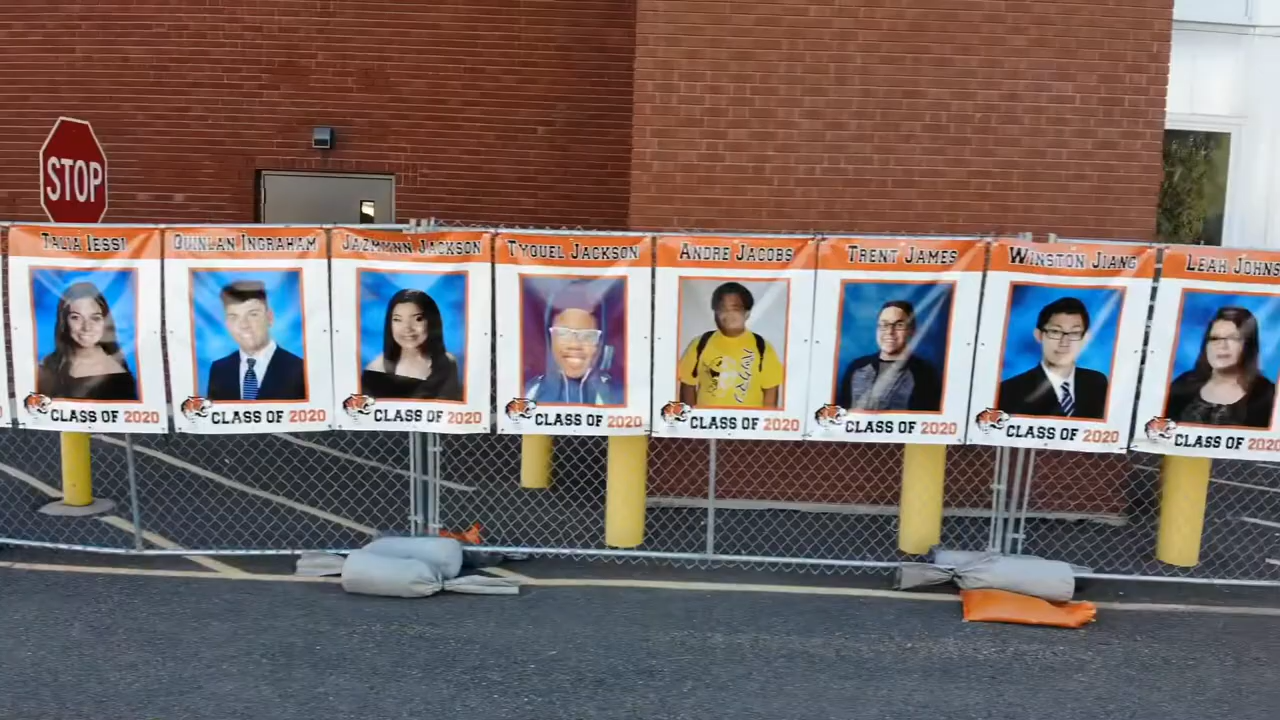 STOP
TALIA IESSI
CLASS OF 2020
QUINLAN INGRAHAM
CLASS OF 2020
JAZMYNN JACKSON
CLASS OF 2020
TYQUEL JACKSON
CLASS OF 2020
ANDRE JACOBS
CLASS OF 2020
TRENT JAMES
CLASS OF 2020
WINSTON JIANG
CLASS OF 2020
LEAH JOHNS
CLASS OF 2020